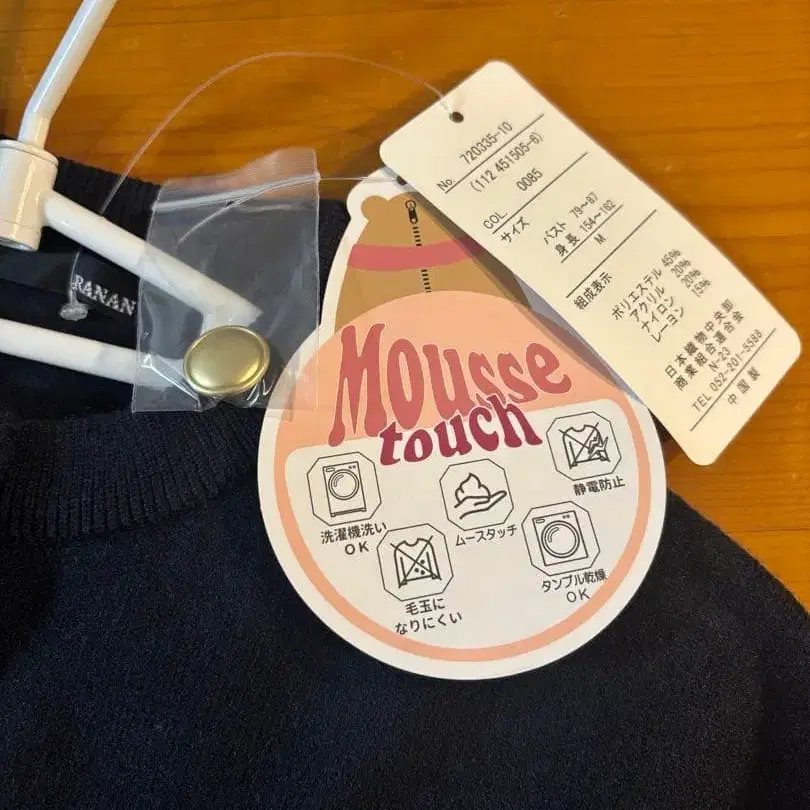 RANAN
No 720335-10
(112 451505-6)
COL 0085
サイズ
バスト 79〜87
身長 154〜162
M
組成表示
ポリエステル 45%
アクリル 20%
ナイロン 20%
レーヨン 15%
日本織物中央卸
商業組合連合会
N-23
TEL 052-201-5588
中国製
Mousse
touch
洗濯機洗い
OK
ムースタッチ
静電防止
毛玉に
なりにくい
タンブル乾燥
OK